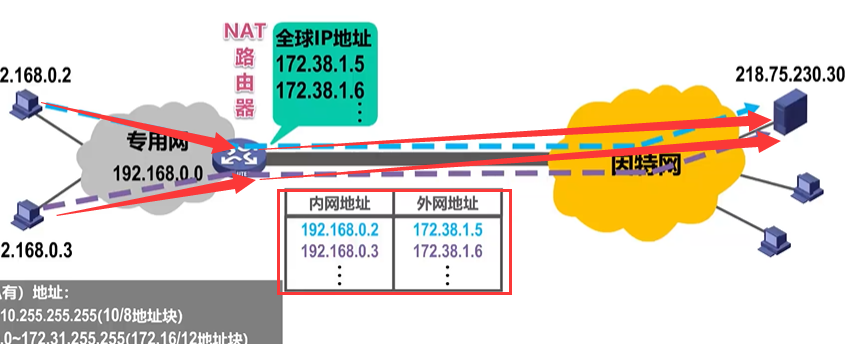 NAT
路
由
器
全球IP地址
172.38.1.5
172.38.1.6
⋮
2.168.0.2
218.75.230.30
专用网
192.168.0.0
因特网
2.168.0.3
内网地址 外网地址
192.168.0.2 172.38.1.5
192.168.0.3 172.38.1.6
⋮ ⋮
有）地址：
10.255.255.255(10/8地址块)
.0~172.31.255.255(172.16/12地址块)